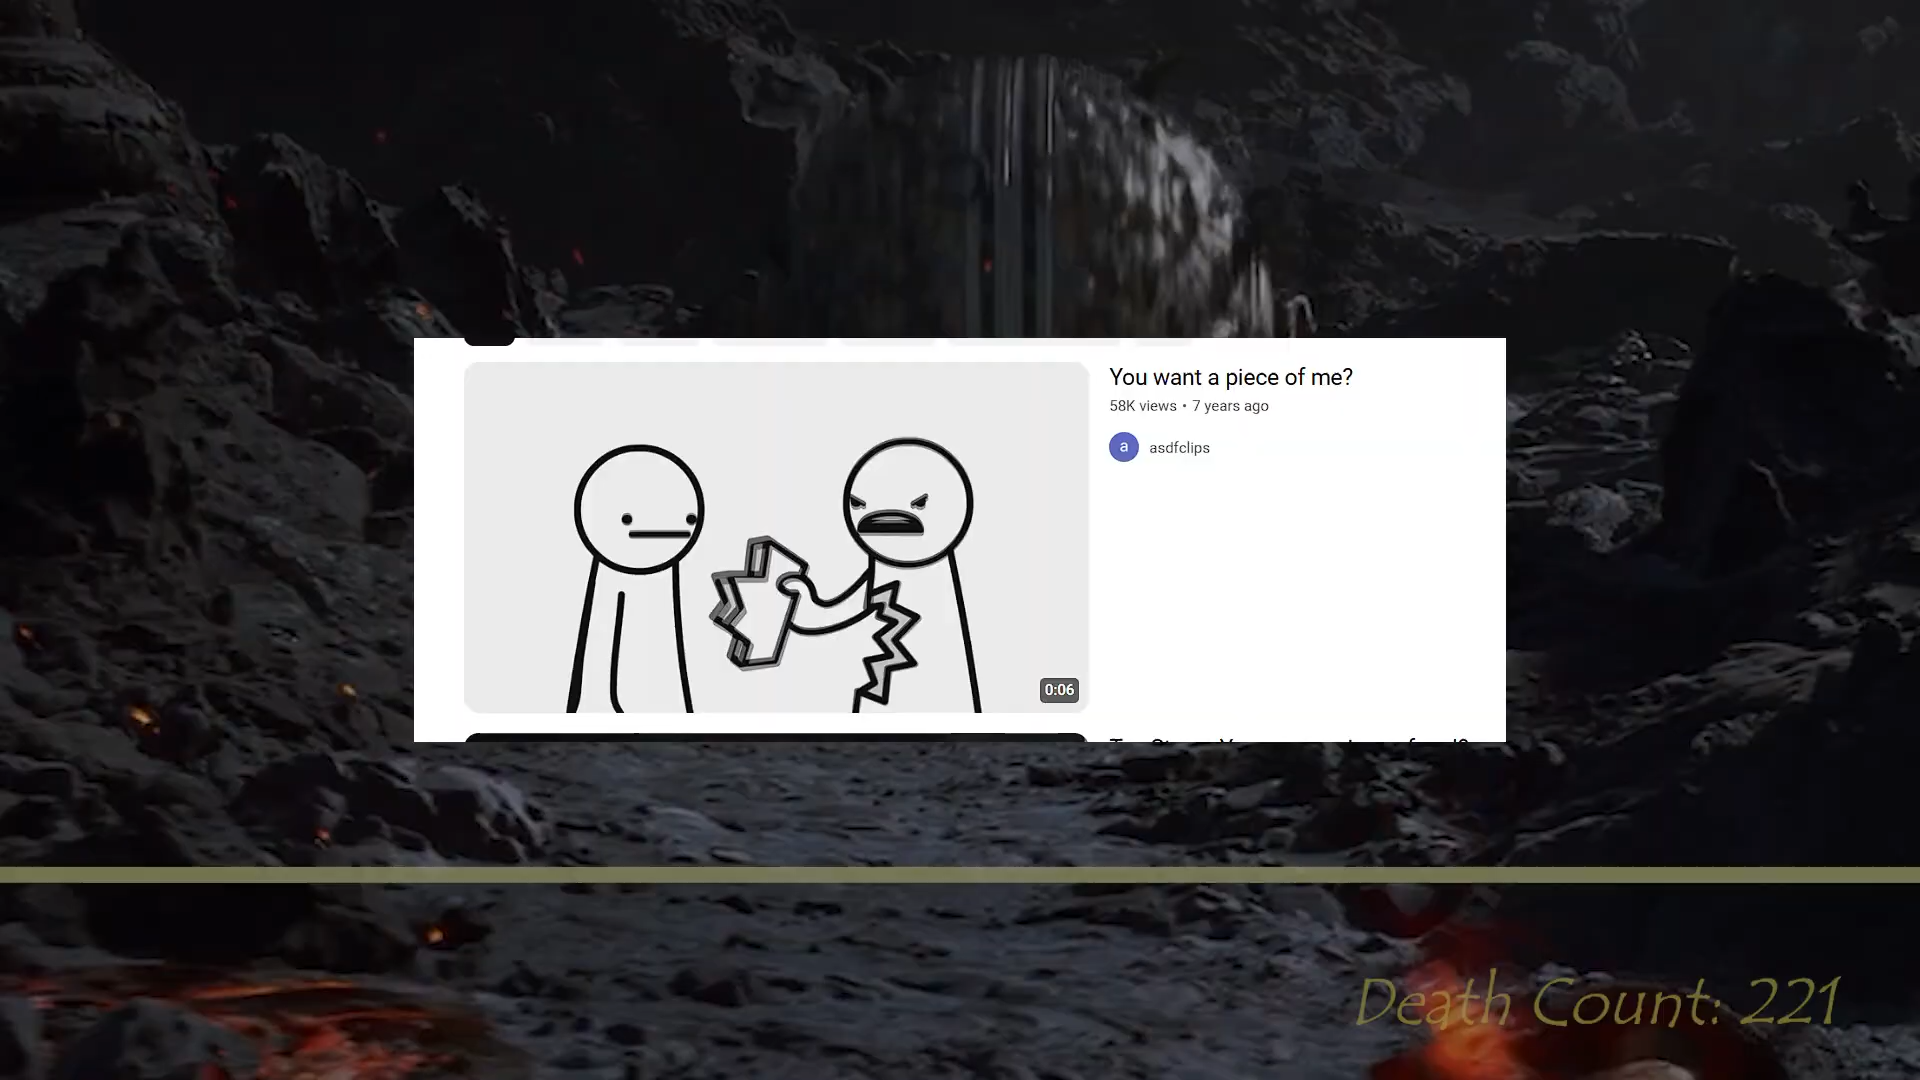 You want a piece of me?
58K views • 7 years ago
a
asdfclips
0:06
Death Count: 221